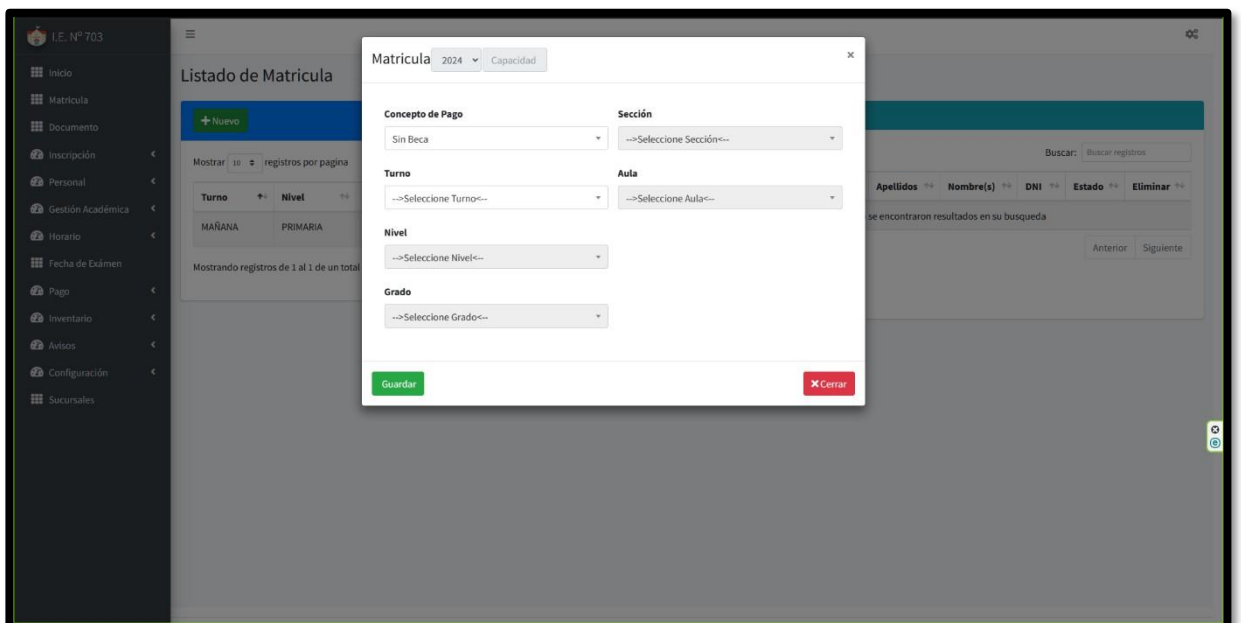 I.E. Nº 703
Inicio
Matricula
Documento
Inscripción
Personal
Gestión Académica
Horario
Fecha de Exámen
Pago
Inventario
Avisos
Configuración
Sucursales
Listado de Matricula
Nuevo
Mostrar 10 registros por pagina
Turno Nivel
MAÑANA PRIMARIA
Mostrando registros de 1 al 1 de un total
Matricula 2024 Capacidad ×
Concepto de Pago Sección
Sin Beca -->Seleccione Sección<--
Turno Aula
-->Seleccione Turno<-- -->Seleccione Aula<--
Nivel
-->Seleccione Nivel<--
Grado
-->Seleccione Grado<--
Guardar Cerrar
Buscar: Buscar registros
Apellidos Nombre(s) DNI Estado Eliminar
se encontraron resultados en su busqueda
Anterior Siguiente